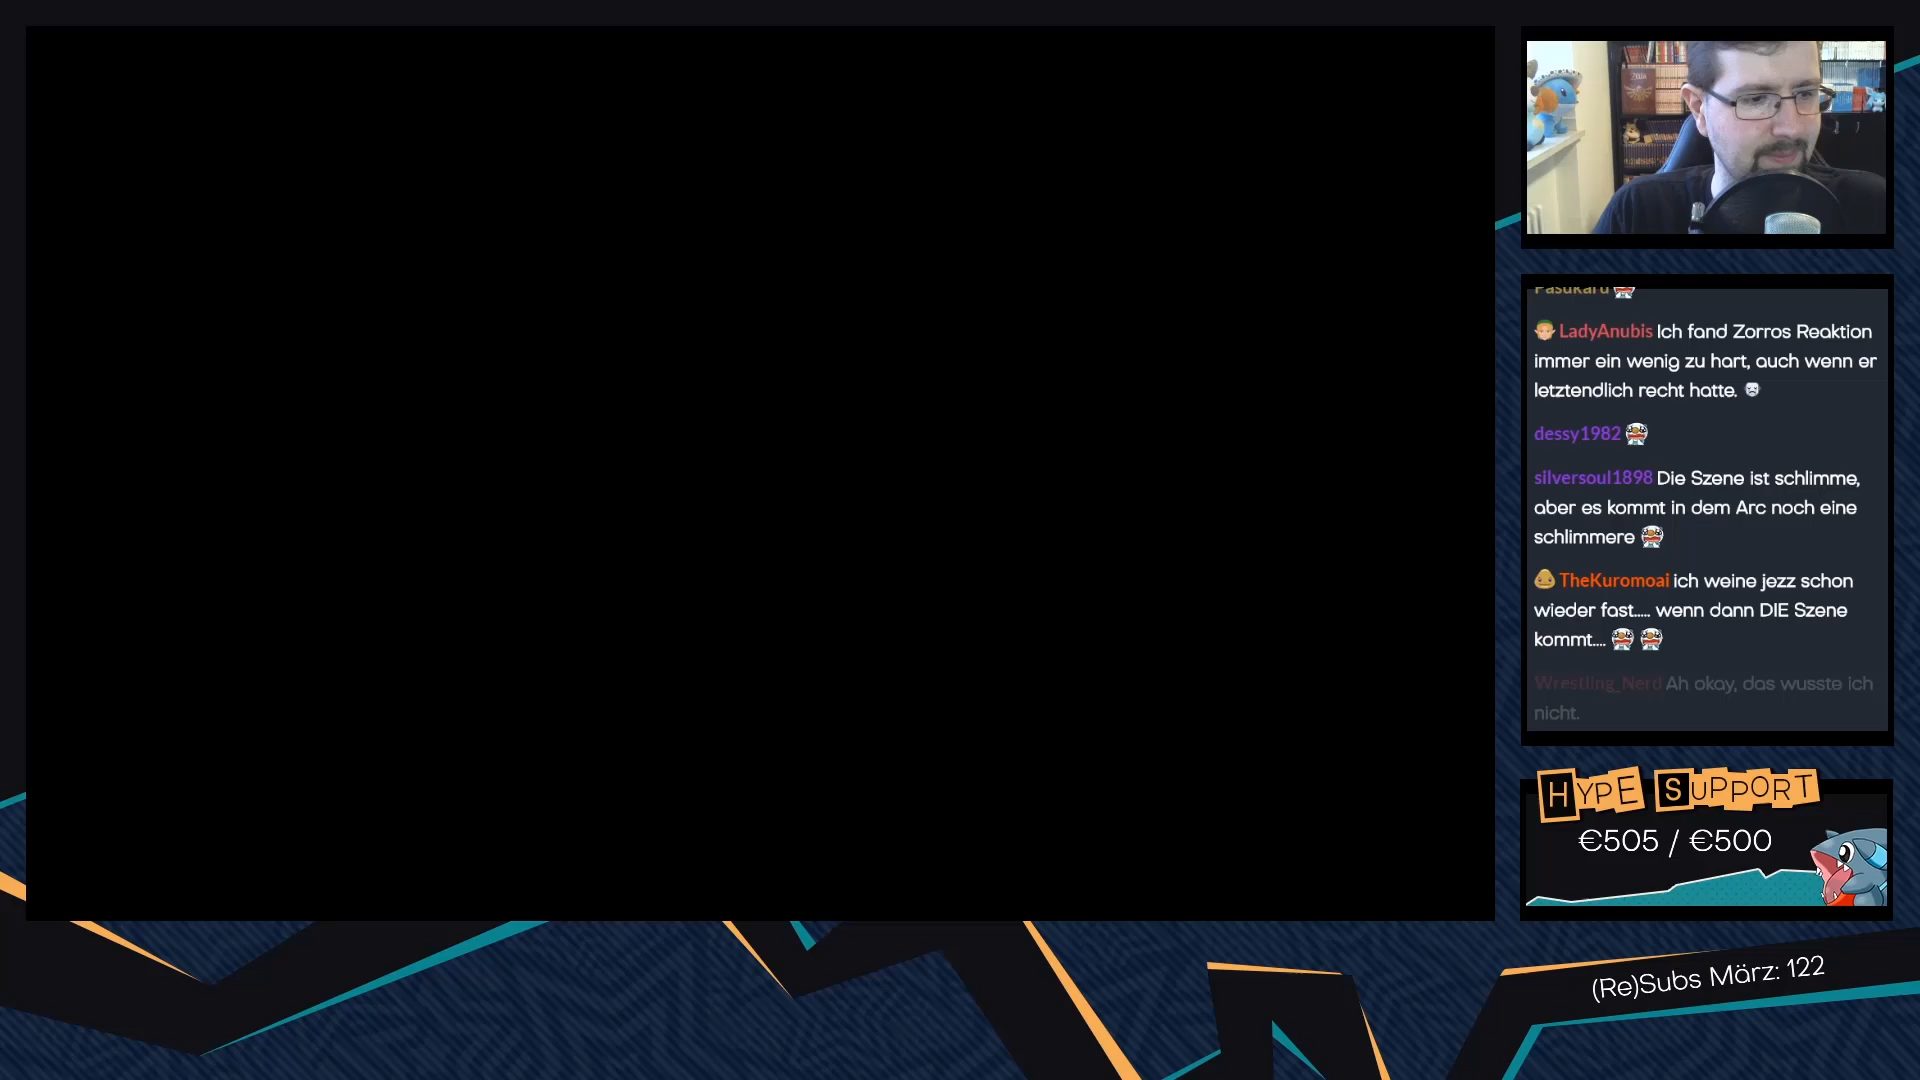 ZELDA
Pasukaru
LadyAnubis Ich fand Zorros Reaktion
immer ein wenig zu hart, auch wenn er
letztendlich recht hatte.
dessy1982
silversoul1898 Die Szene ist schlimme,
aber es kommt in dem Arc noch eine
schlimmere
TheKuromoai ich weine jezz schon
wieder fast..... wenn dann DIE Szene
kommt....
Wrestling_Nerd Ah okay, das wusste ich
nicht.
HYPE SUPPORT
€505 / €500
(Re)Subs März: 122